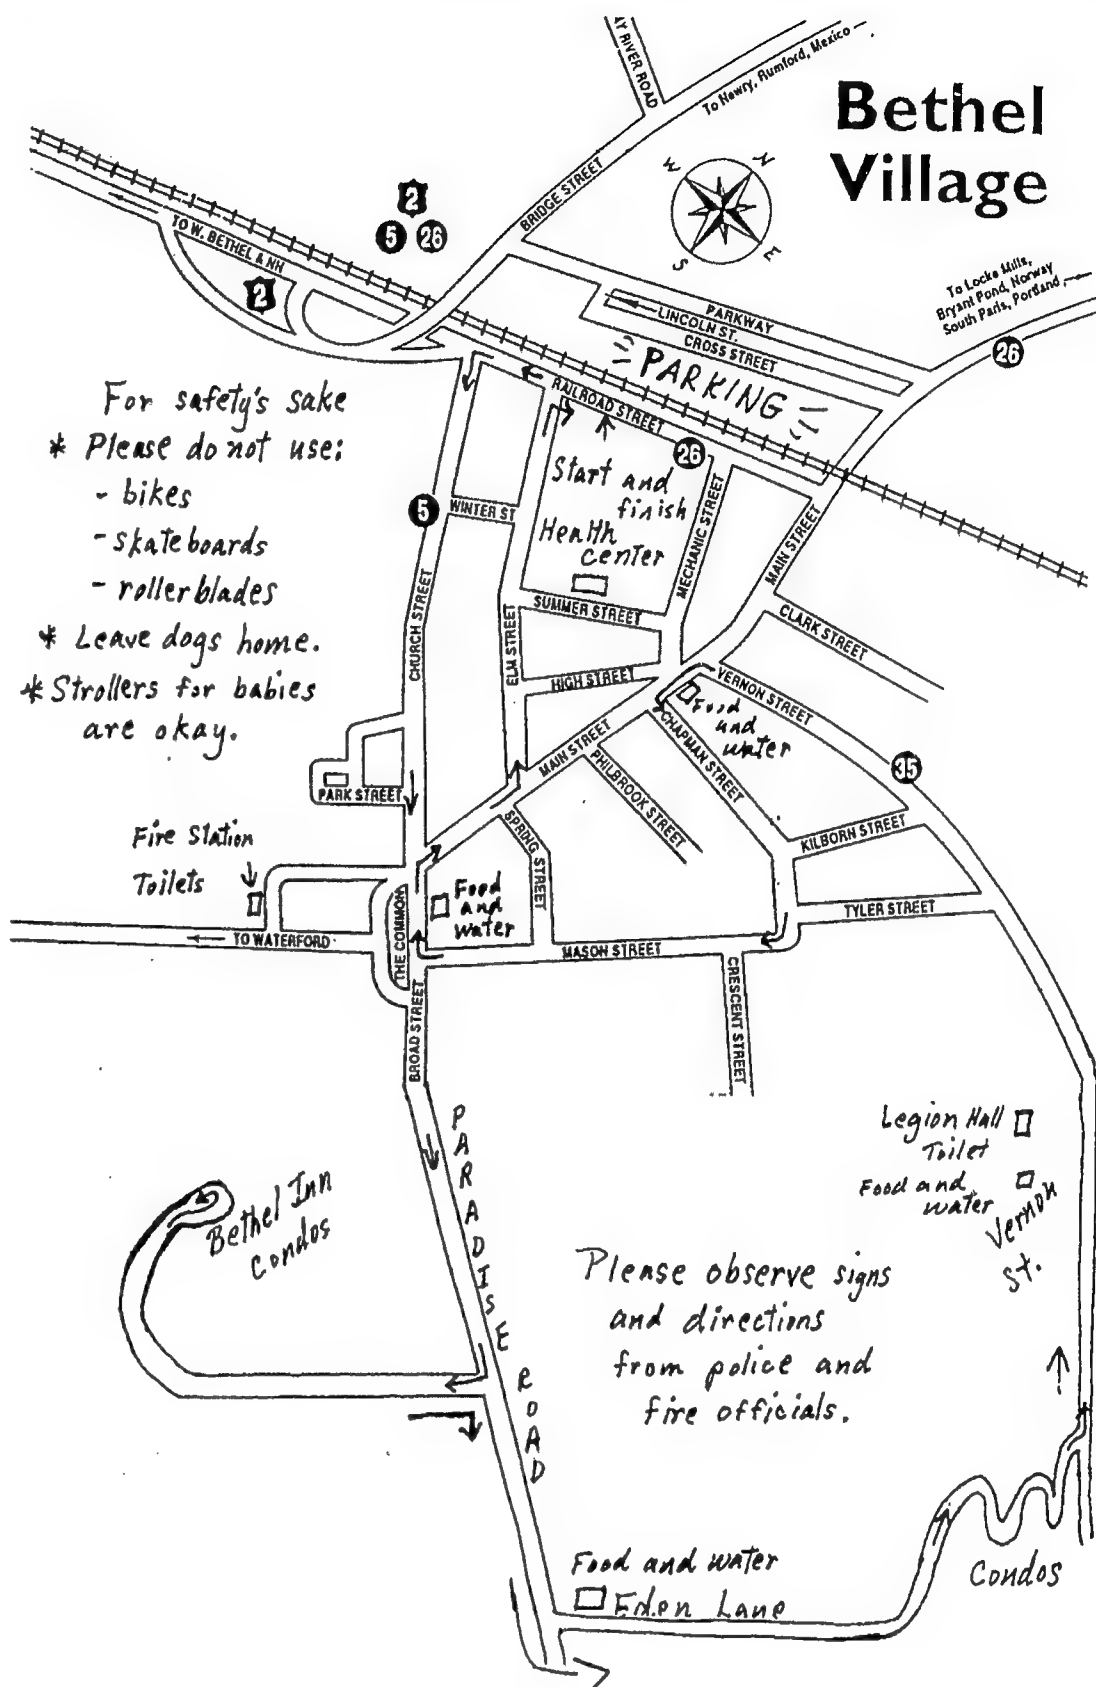 AY RIVER ROAD
To Newry, Rumford, Mexico
Bethel
Village
BRIDGE STREET
W
N
S
E
2
5
26
TO W. BETHEL & NH
2
To Locke Mills,
Bryant Pond, Norway
South Paris, Portland,
26
PARKWAY
LINCOLN ST.
CROSS STREET
PARKING
RAILROAD STREET
26
For safety's sake
* Please do not use:
- bikes
- skateboards
- rollerblades
* Leave dogs home.
* Strollers for babies
are okay.
Start and
finish
Health
center
5
WINTER ST
MECHANIC STREET
MAIN STREET
CHURCH STREET
SUMMER STREET
CLARK STREET
ELM STREET
HIGH STREET
VERNON STREET
Food
and
water
CHAPMAN STREET
MAIN STREET
PHILBROOK STREET
35
PARK STREET
SPRING STREET
KILBORN STREET
Fire Station
Toilets
Food
and
water
THE COMMON
TYLER STREET
TO WATERFORD
MASON STREET
CRESCENT STREET
BROAD STREET
PARADISE ROAD
Legion Hall
Toilet
Food and
water
Vernon
St.
Bethel Inn
Condos
Please observe signs
and directions
from police and
fire officials.
Condos
Food and water
Eden Lane